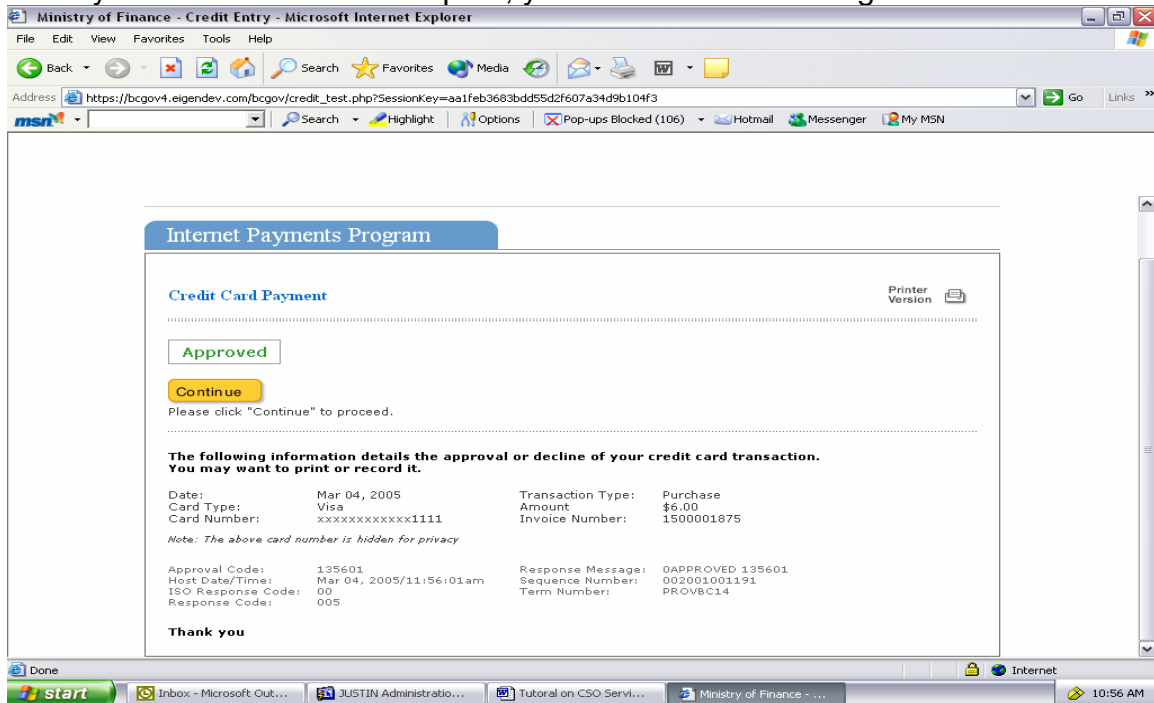 Ministry of Finance - Credit Entry - Microsoft Internet Explorer
File Edit View Favorites Tools Help
Back Search Favorites Media
Address https://bcgov4.eigendev.com/bcgov/credit_test.php?SessionKey=aa1feb3683bdd55d2f607a34d9b104f3 Go Links »
msn Search Highlight Options Pop-ups Blocked (106) Hotmail Messenger My MSN
Internet Payments Program
Credit Card Payment
Printer
Version
Approved
Continue
Please click "Continue" to proceed.
The following information details the approval or decline of your credit card transaction.
You may want to print or record it.
Date: Mar 04, 2005 Transaction Type: Purchase
Card Type: Visa Amount $6.00
Card Number: xxxxxxxxxxxx1111 Invoice Number: 1500001875
Note: The above card number is hidden for privacy
Approval Code: 135601 Response Message: 0APPROVED 135601
Host Date/Time: Mar 04, 2005/11:56:01am Sequence Number: 002001001191
ISO Response Code: 00 Term Number: PROVBC14
Response Code: 005
Thank you
Done Internet
start Inbox - Microsoft Out... JUSTIN Administratio... Tutoral on CSO Servi... Ministry of Finance - ... 10:56 AM